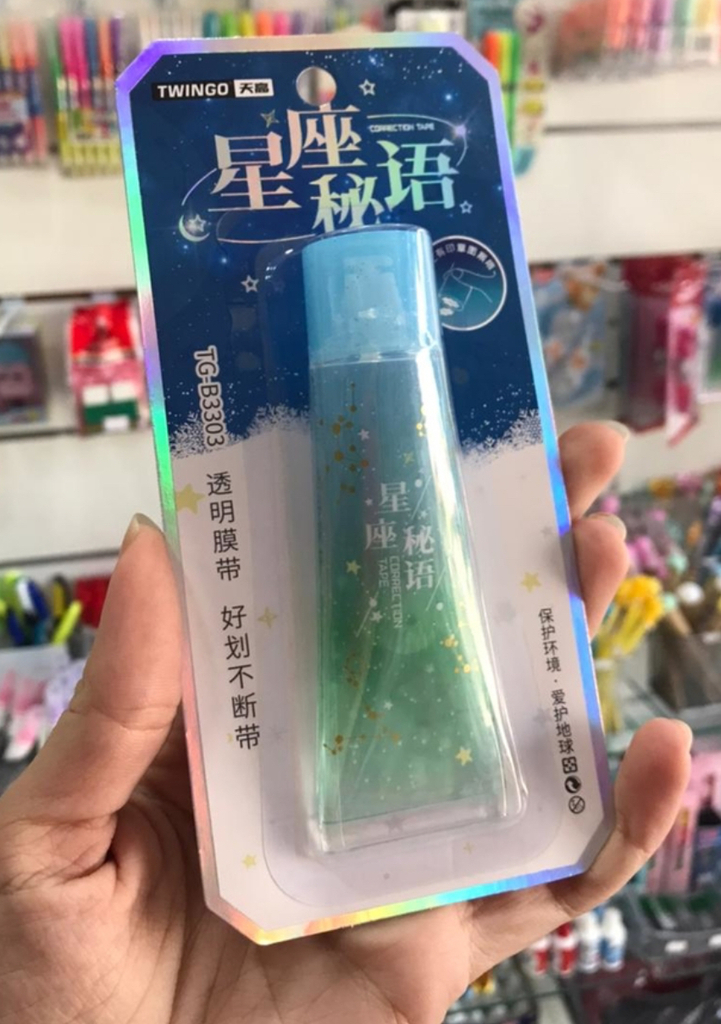 TWINGO 天高
CORRECTION TAPE
星座
秘语
TG-B3303
透明膜带 好划不断带
星座
秘语
CORRECTION
TAPE
保护环境·爱护地球